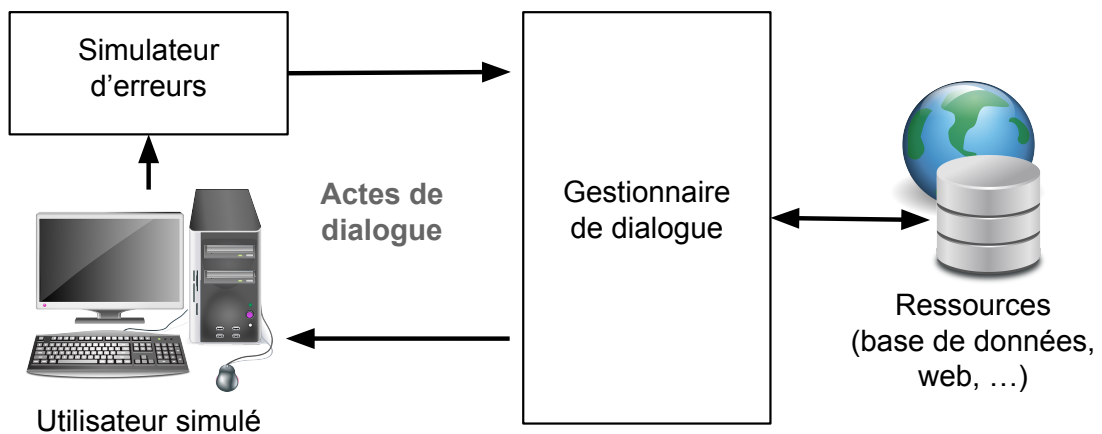 Simulateur
d’erreurs
Actes de
dialogue
Gestionnaire
de dialogue
Ressources
(base de données,
web, …)
Utilisateur simulé